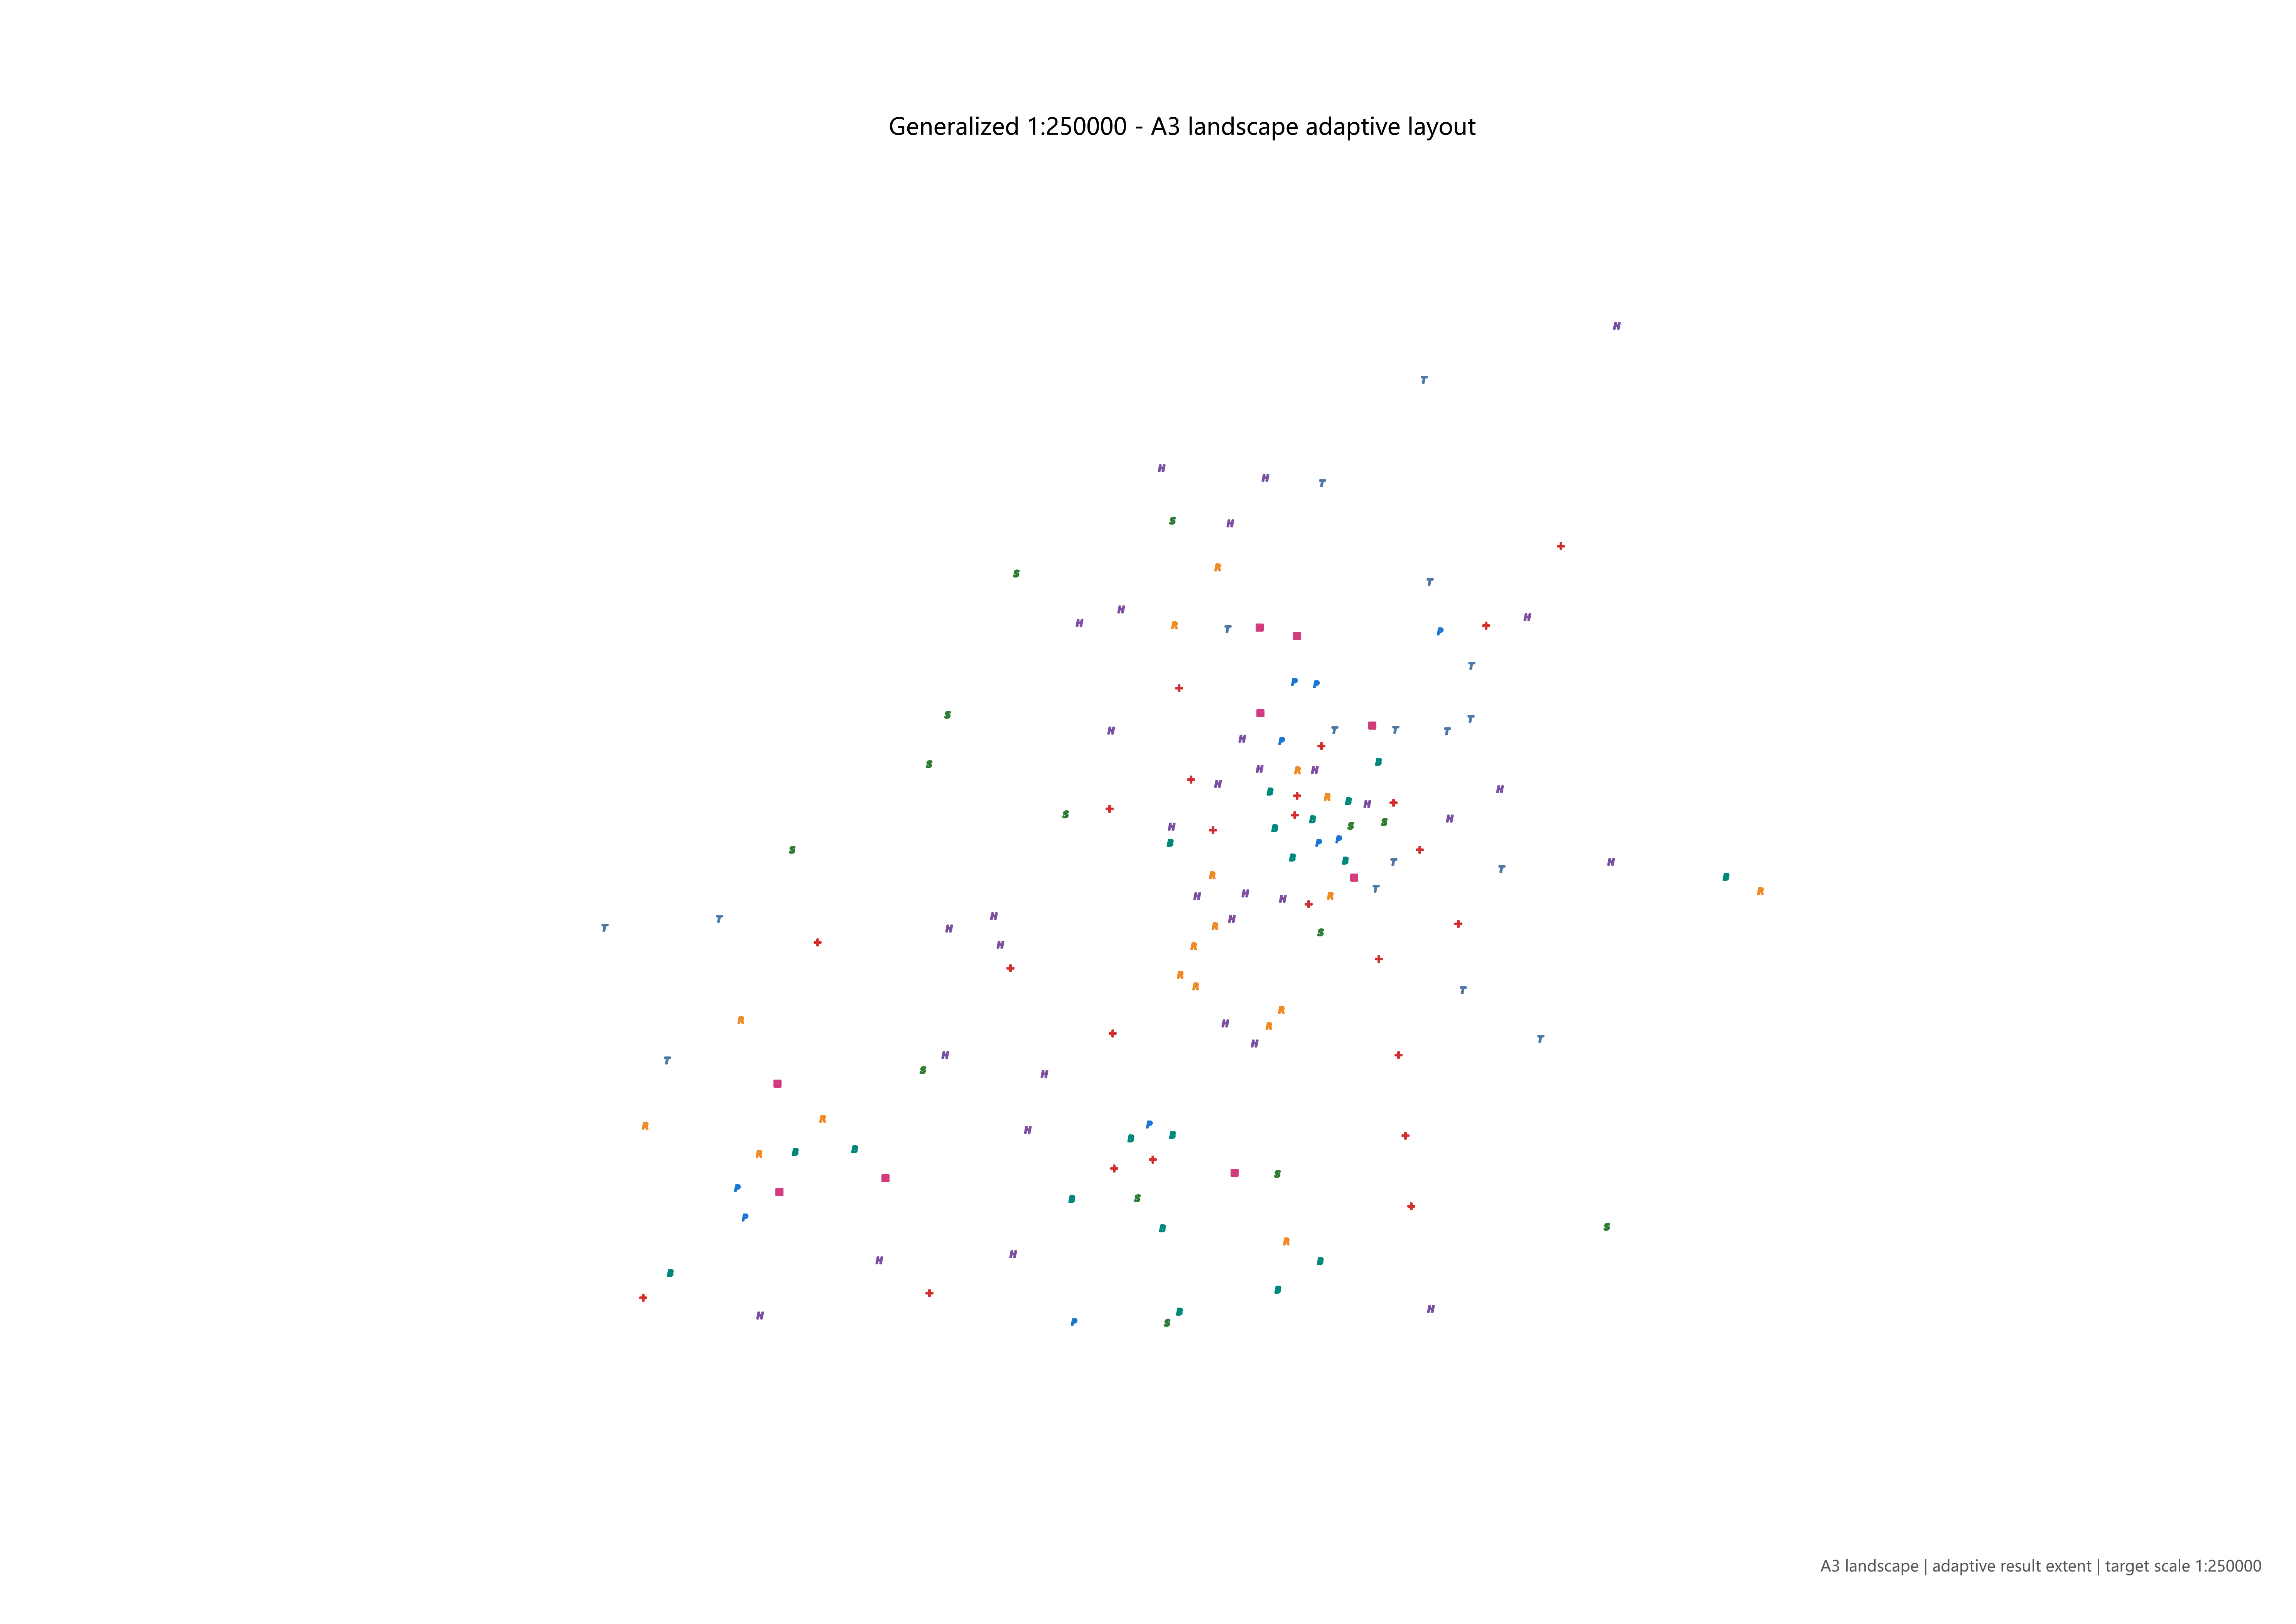 Generalized 1:250000 - A3 landscape adaptive layout
A3 landscape | adaptive result extent | target scale 1:250000